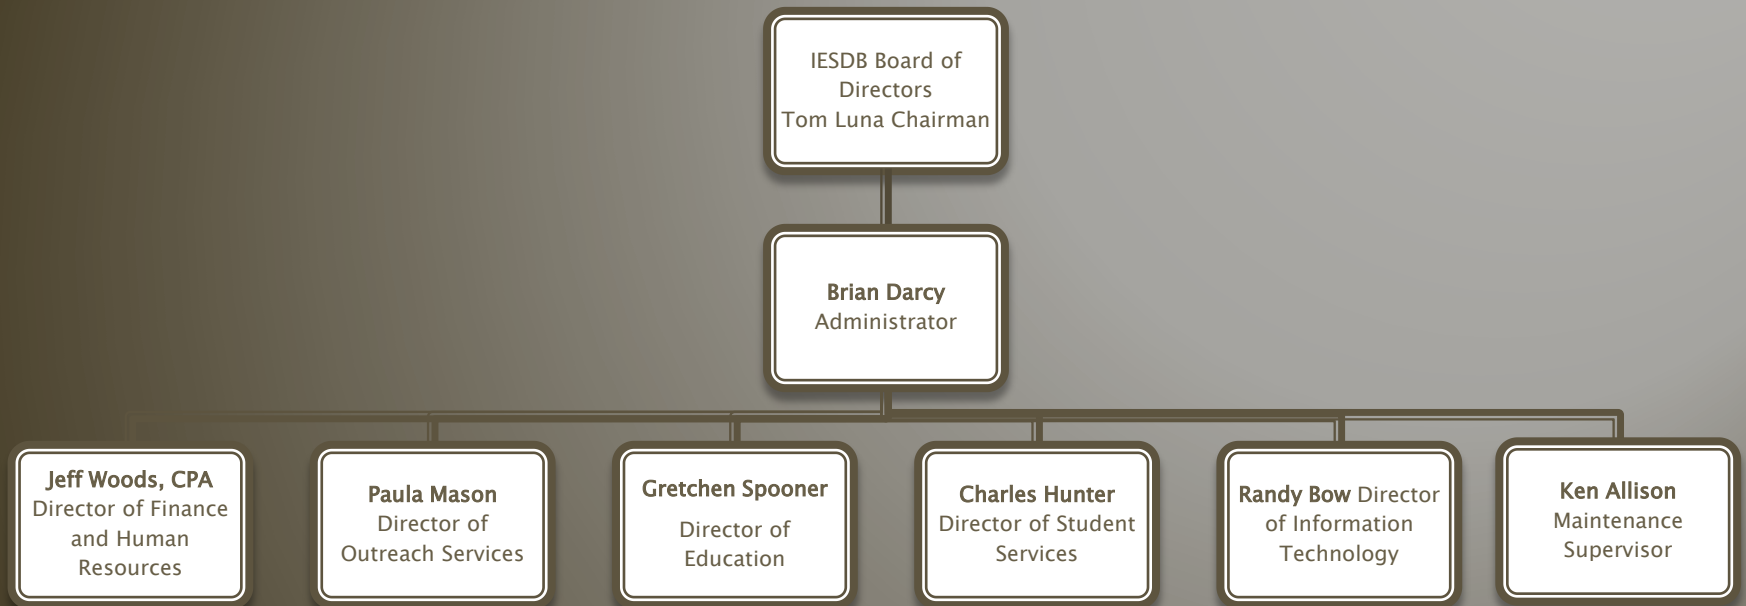 IESDB Board of
Directors
Tom Luna Chairman
Brian Darcy
Administrator
Jeff Woods, CPA
Director of Finance
and Human
Resources
Paula Mason
Director of
Outreach Services
Gretchen Spooner
Director of
Education
Charles Hunter
Director of Student
Services
Randy Bow Director
of Information
Technology
Ken Allison
Maintenance
Supervisor